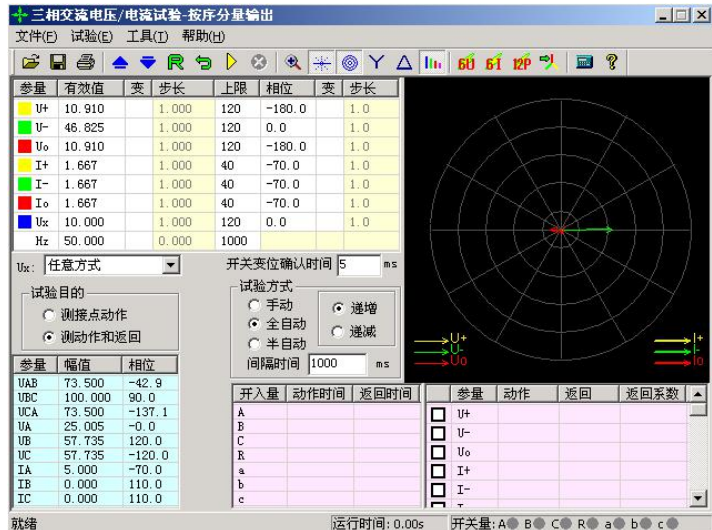 三相交流电压/电流试验-按序分量输出
文件(F) 试验(E) 工具(T) 帮助(H)
6U 6I 12P
参量 有效值 变 步长 上限 相位 变 步长
U+ 10.910 1.000 120 -180.0 1.0
U- 46.825 1.000 120 0.0 1.0
Uo 10.910 1.000 120 -180.0 1.0
I+ 1.667 1.000 40 -70.0 1.0
I- 1.667 1.000 40 -70.0 1.0
Io 1.667 1.000 40 -70.0 1.0
Ux 10.000 1.000 120 0.0 1.0
Hz 50.000 0.000 1000
Ux: 任意方式
开关变位确认时间 5 ms
试验目的
测接点动作
测动作和返回
试验方式
手动
全自动
半自动
递增
递减
间隔时间 1000 ms
U+
U-
Uo
I+
I-
Io
参量 幅值 相位
UAB 73.500 -42.9
UBC 100.000 90.0
UCA 73.500 -137.1
UA 25.005 -0.0
UB 57.735 120.0
UC 57.735 -120.0
IA 5.000 -70.0
IB 0.000 110.0
IC 0.000 110.0
开入量 动作时间 返回时间
A
B
C
R
a
b
c
参量 动作 返回 返回系数
U+
U-
Uo
I+
I-
就绪
运行时间: 0.00s
开关量: A B C R a b c